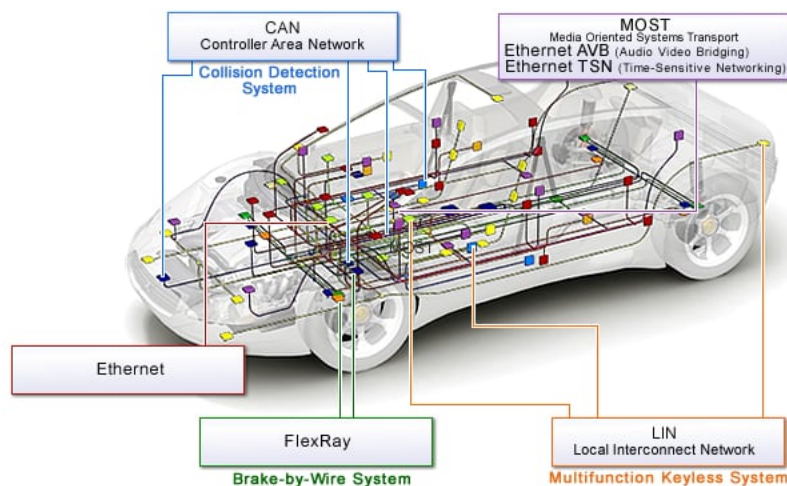 CAN
Controller Area Network
Collision Detection
System
MOST
Media Oriented Systems Transport
Ethernet AVB (Audio Video Bridging)
Ethernet TSN (Time-Sensitive Networking)
MOST
Ethernet
FlexRay
Brake-by-Wire System
LIN
Local Interconnect Network
Multifunction Keyless System